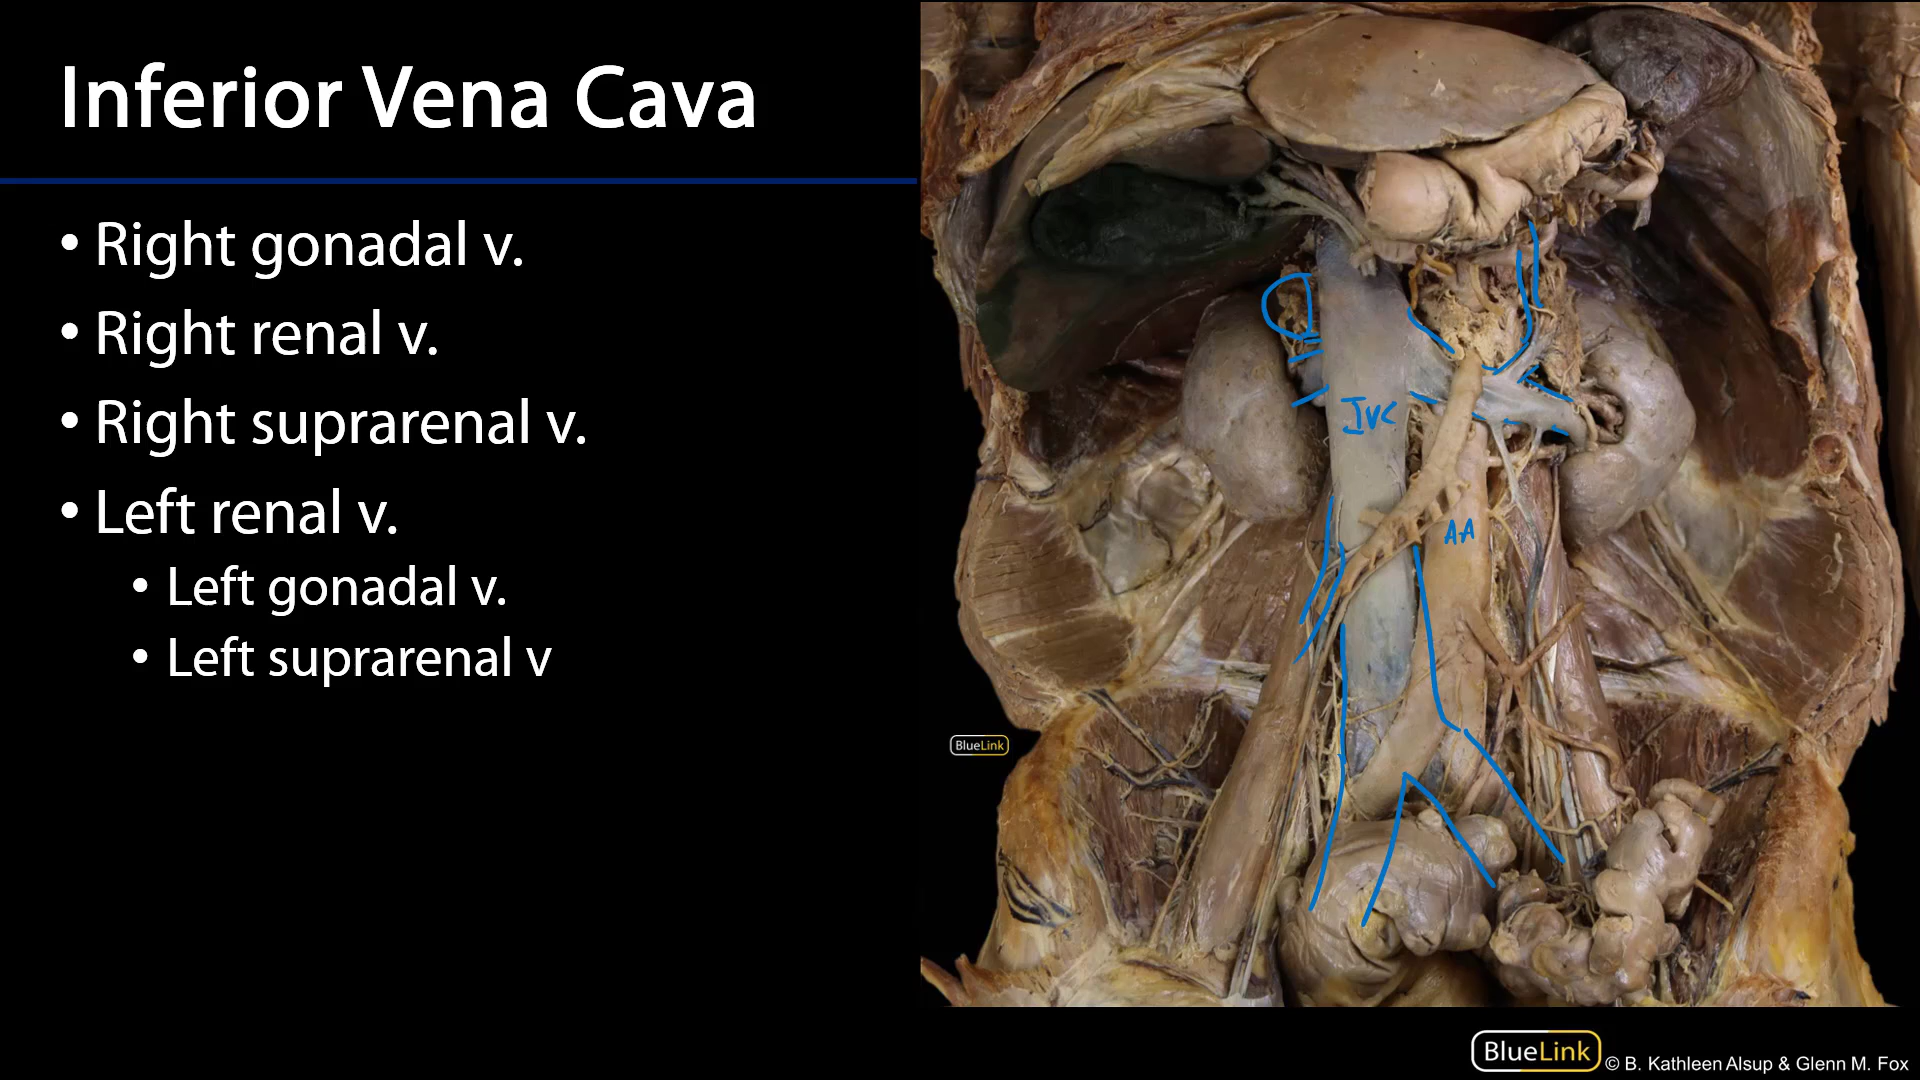 Inferior Vena Cava
• Right gonadal v.
• Right renal v.
• Right suprarenal v.
• Left renal v.
• Left gonadal v.
• Left suprarenal v
IVC
AA
BlueLink
BlueLink © B. Kathleen Alsup & Glenn M. Fox